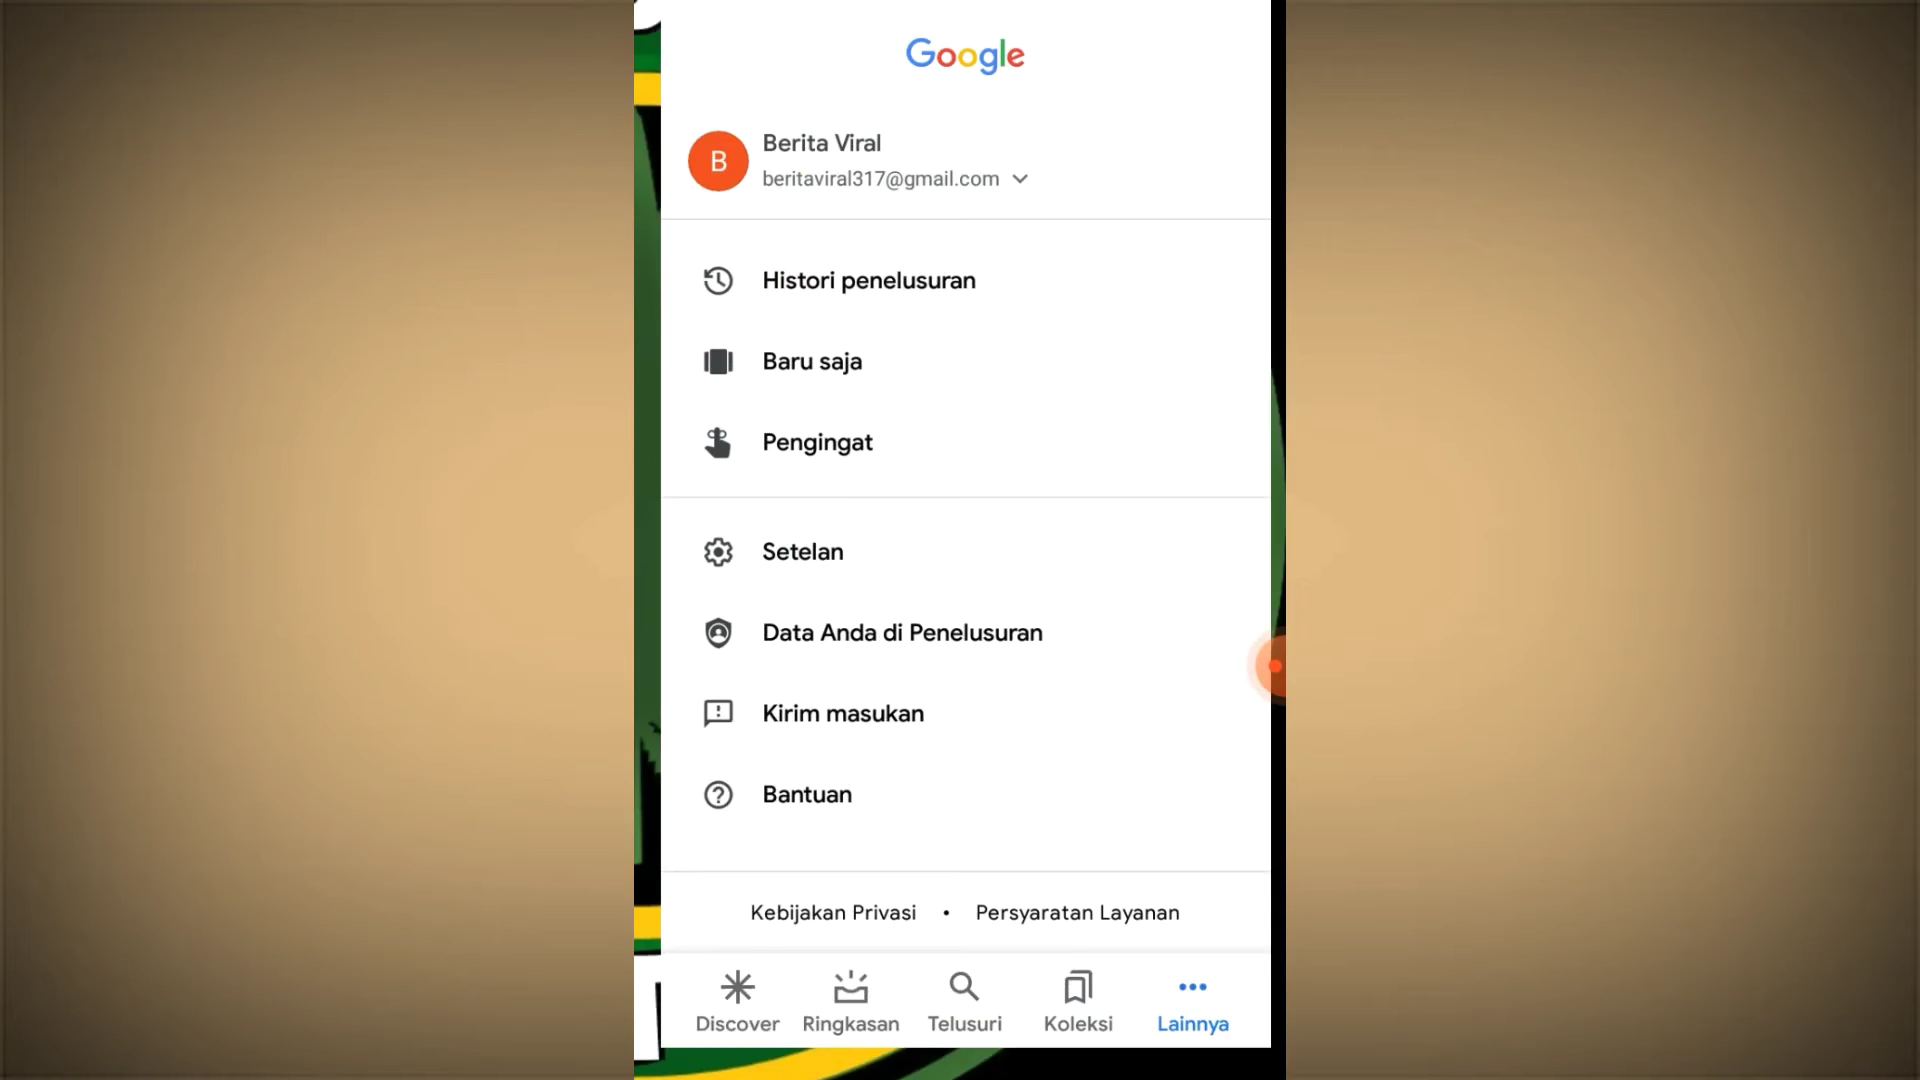 Google
B
Berita Viral
beritaviral317@gmail.com
Histori penelusuran
Baru saja
Pengingat
Setelan
Data Anda di Penelusuran
Kirim masukan
Bantuan
Kebijakan Privasi • Persyaratan Layanan
Discover Ringkasan Telusuri Koleksi Lainnya